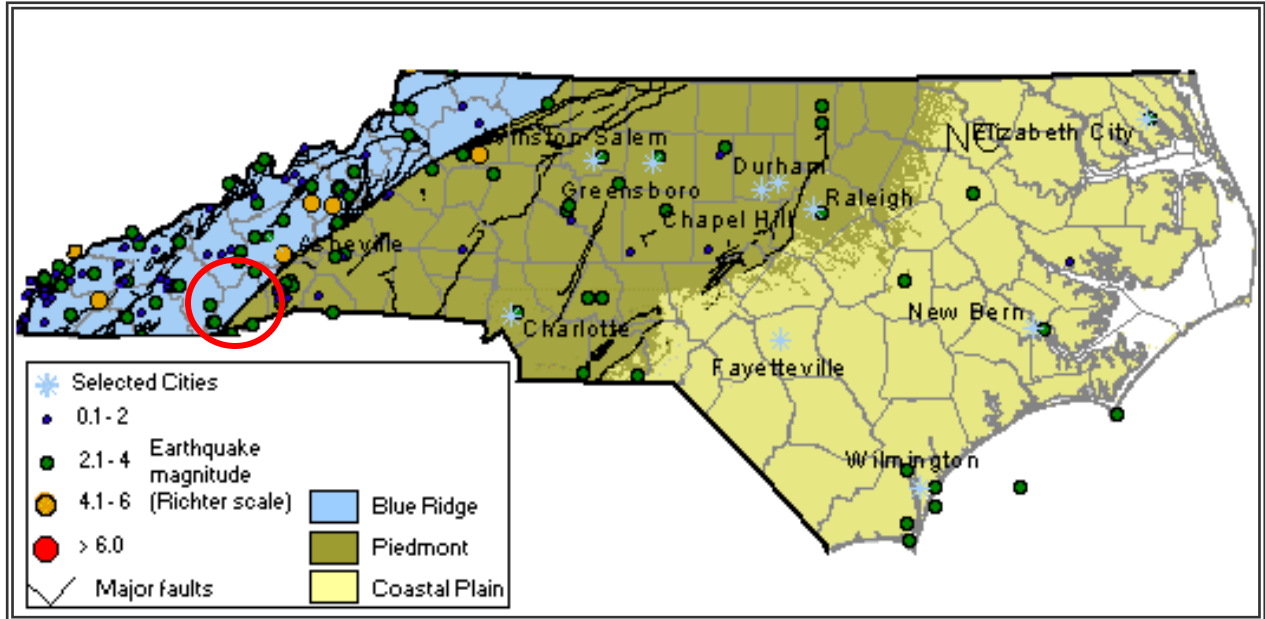 Winston-Salem
NC
Elizabeth City
Durham
Greensboro
Raleigh
Chapel Hill
Asheville
New Bern
Charlotte
Fayetteville
Wilmington
Selected Cities
0.1 - 2
2.1 - 4 Earthquake
magnitude
4.1 - 6 (Richter scale)
> 6.0
Major faults
Blue Ridge
Piedmont
Coastal Plain